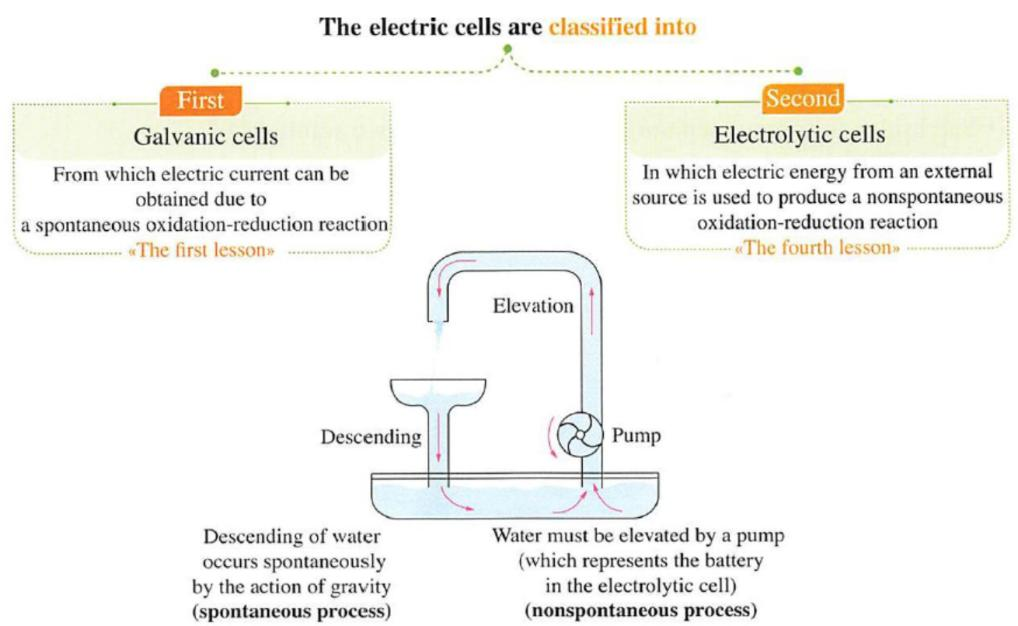 The electric cells are classified into
First
Galvanic cells
From which electric current can be
obtained due to
a spontaneous oxidation-reduction reaction
«The first lesson»
Second
Electrolytic cells
In which electric energy from an external
source is used to produce a nonspontaneous
oxidation-reduction reaction
«The fourth lesson»
Elevation
Descending
Pump
Descending of water
occurs spontaneously
by the action of gravity
(spontaneous process)
Water must be elevated by a pump
(which represents the battery
in the electrolytic cell)
(nonspontaneous process)